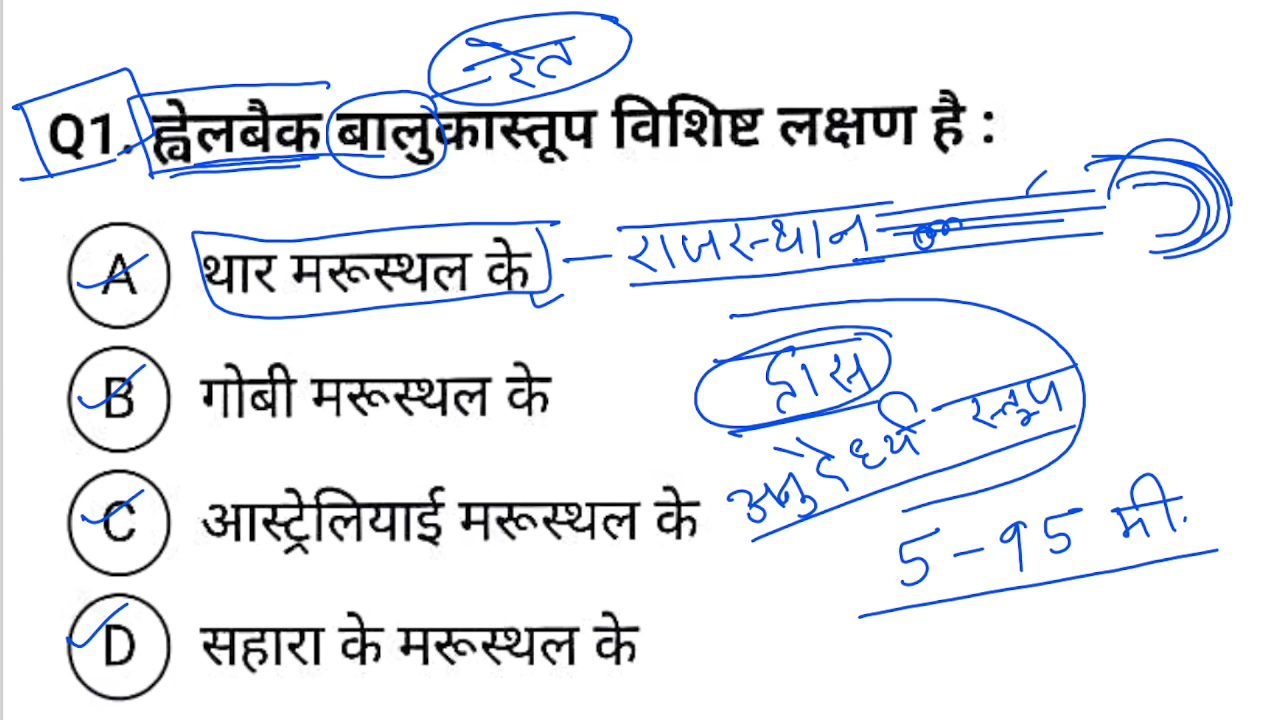 रेत
Q1. ह्वेलबैक बालुकास्तूप विशिष्ट लक्षण है :
A थार मरूस्थल के – राजस्थान
B गोबी मरूस्थल के
ह्रास
अनुदैर्ध्य स्तूप
C आस्ट्रेलियाई मरूस्थल के
5-15 मी.
D सहारा के मरूस्थल के